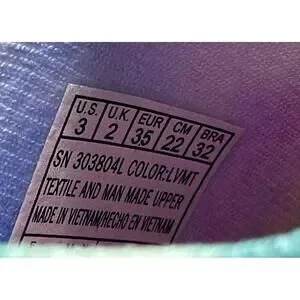 U.S. U.K. EUR CM BRA
3 2 35 22 32
SN 303804L COLOR:LVMT
TEXTILE AND MAN MADE UPPER
MADE IN VIETNAM/HECHO EN VIETNAM